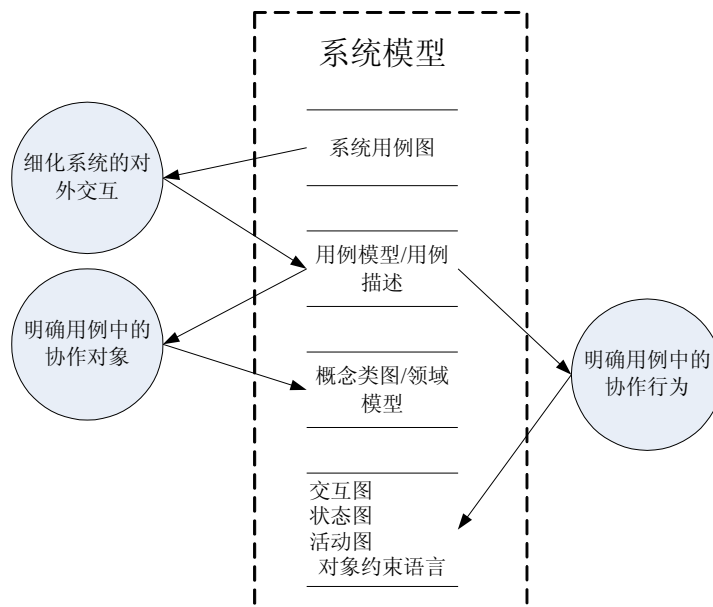 系统模型
细化系统的对
外交互
系统用例图
用例模型/用例
描述
明确用例中的
协作对象
概念类图/领域
模型
明确用例中的
协作行为
交互图
状态图
活动图
对象约束语言